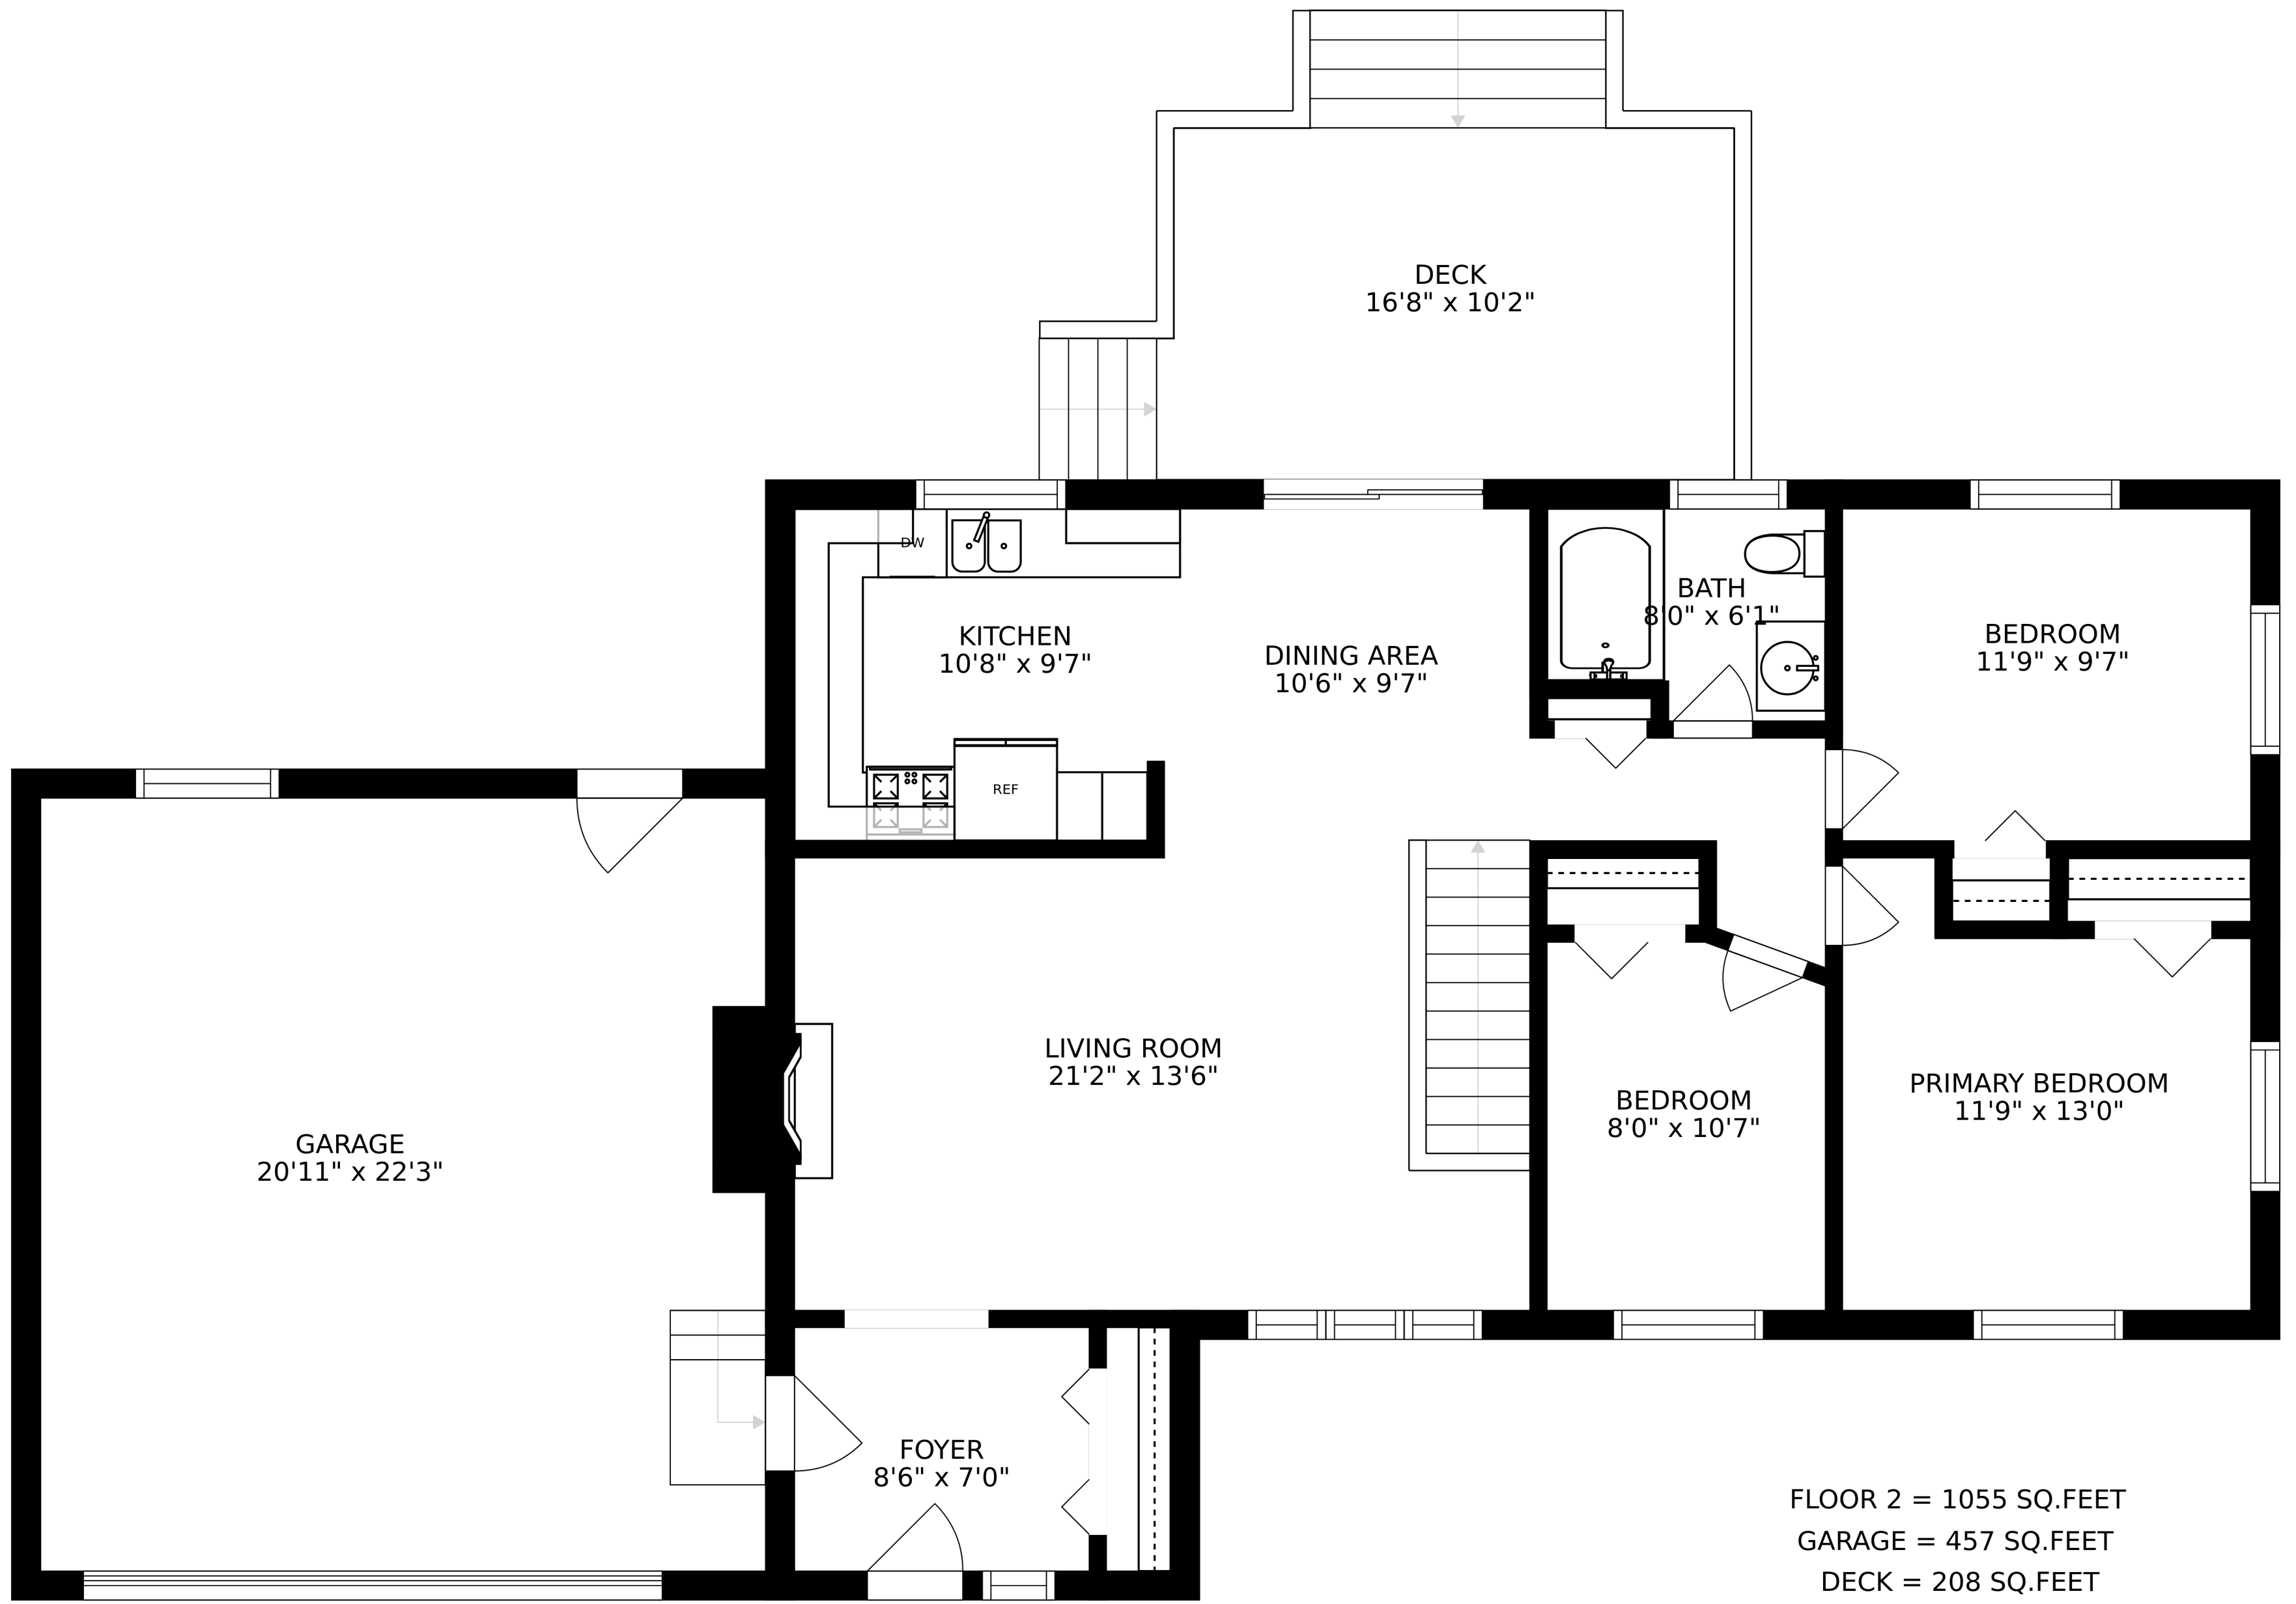 DECK
16'8" x 10'2"
DW
KITCHEN
10'8" x 9'7"
DINING AREA
10'6" x 9'7"
BATH
8'0" x 6'1"
BEDROOM
11'9" x 9'7"
REF
LIVING ROOM
21'2" x 13'6"
BEDROOM
8'0" x 10'7"
PRIMARY BEDROOM
11'9" x 13'0"
GARAGE
20'11" x 22'3"
FOYER
8'6" x 7'0"
FLOOR 2 = 1055 SQ.FEET
GARAGE = 457 SQ.FEET
DECK = 208 SQ.FEET